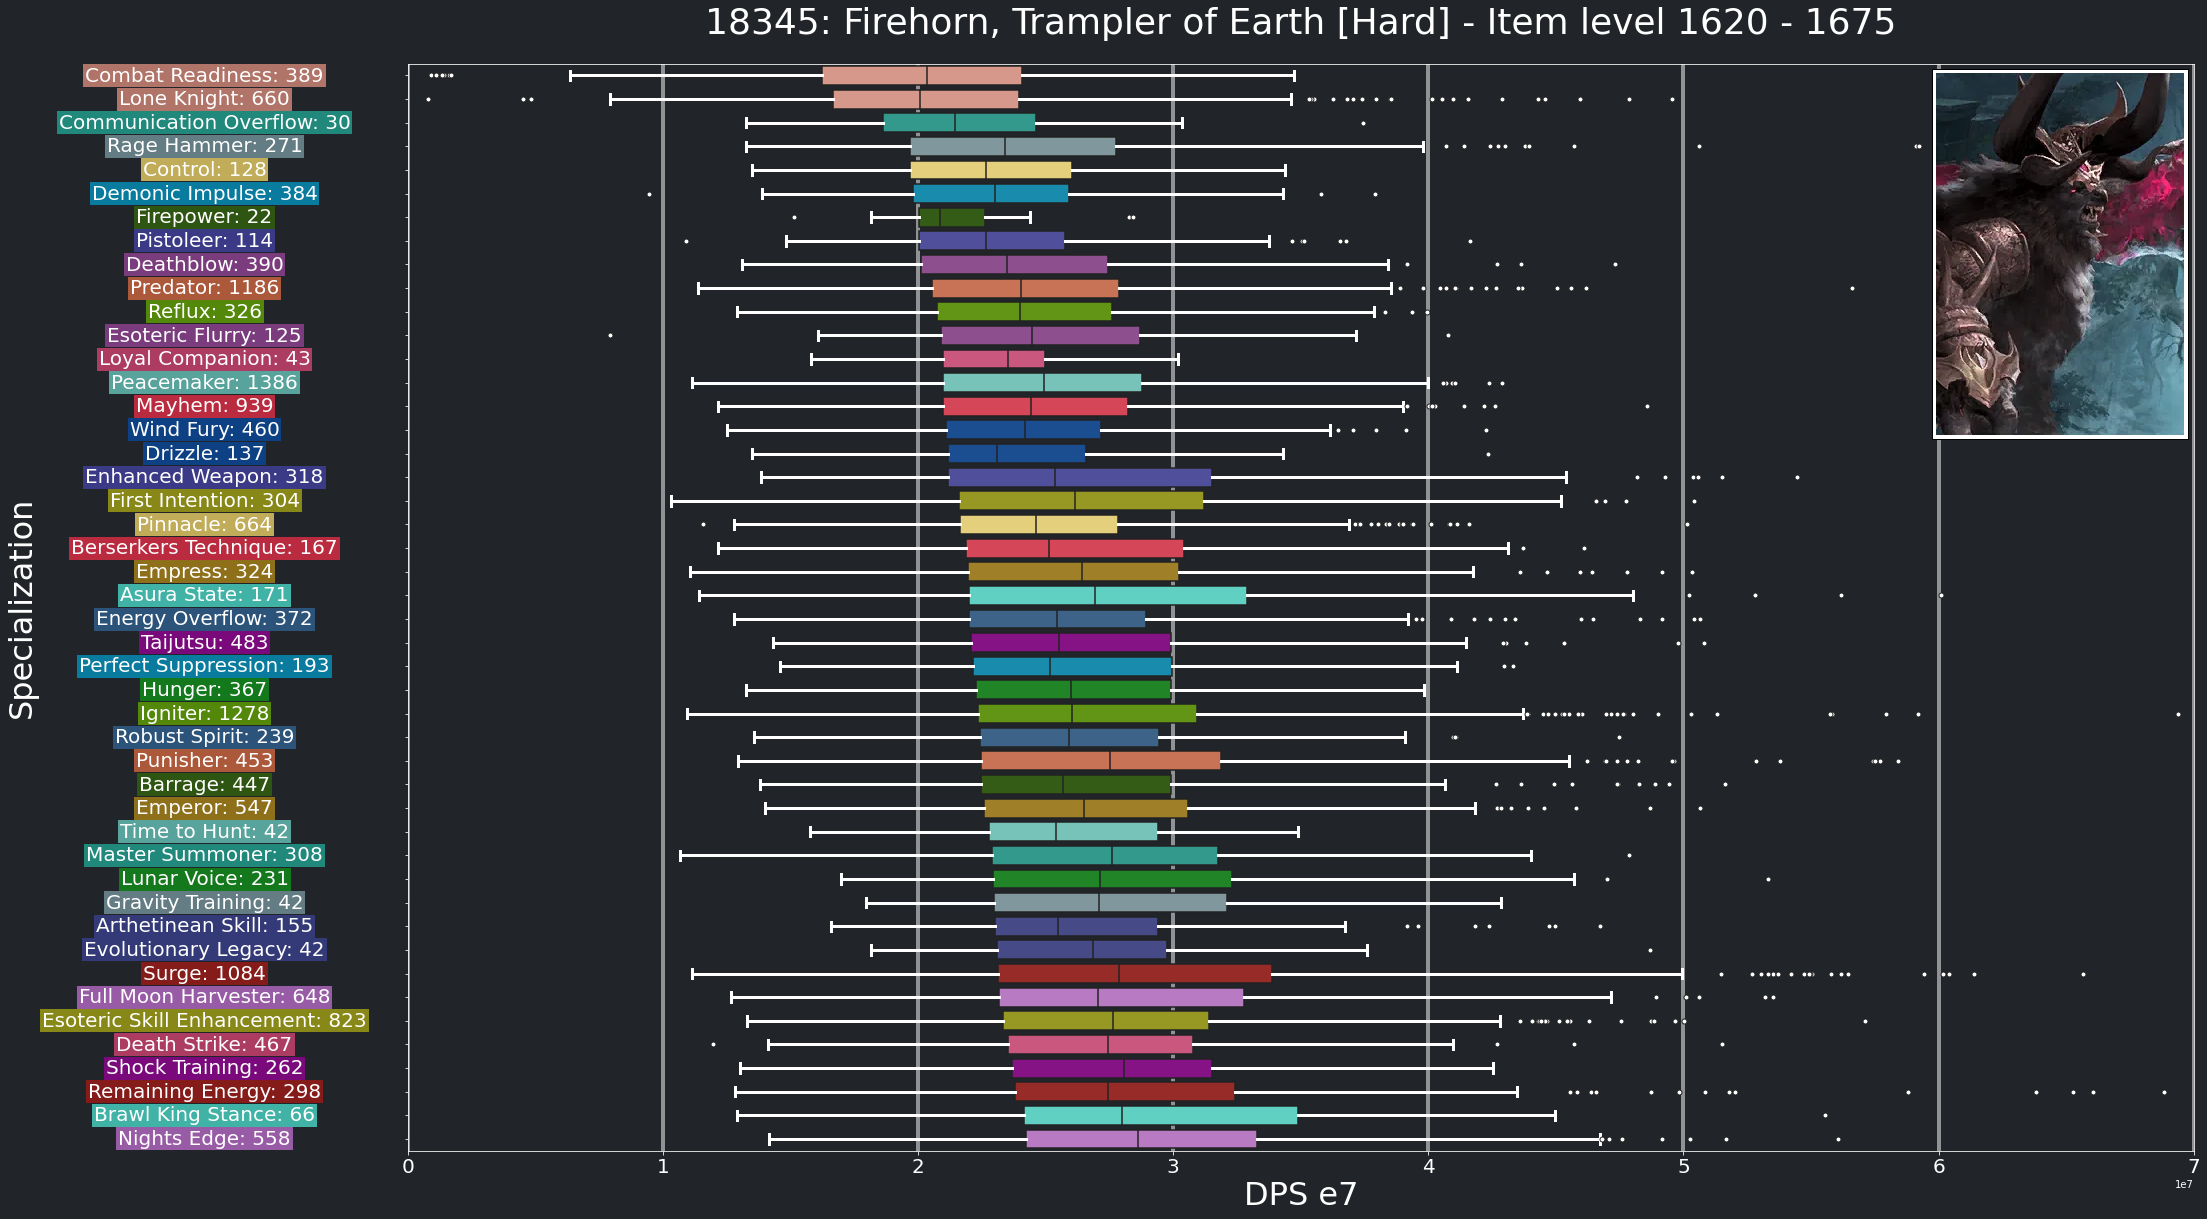 18345: Firehorn, Trampler of Earth [Hard] - Item level 1620 - 1675
Combat Readiness: 389
Lone Knight: 660
Communication Overflow: 30
Rage Hammer: 271
Control: 128
Demonic Impulse: 384
Firepower: 22
Pistoleer: 114
Deathblow: 390
Predator: 1186
Reflux: 326
Esoteric Flurry: 125
Loyal Companion: 43
Peacemaker: 1386
Mayhem: 939
Wind Fury: 460
Drizzle: 137
Enhanced Weapon: 318
First Intention: 304
Pinnacle: 664
Berserkers Technique: 167
Empress: 324
Asura State: 171
Energy Overflow: 372
Taijutsu: 483
Perfect Suppression: 193
Hunger: 367
Igniter: 1278
Robust Spirit: 239
Punisher: 453
Barrage: 447
Emperor: 547
Time to Hunt: 42
Master Summoner: 308
Lunar Voice: 231
Gravity Training: 42
Arthetinean Skill: 155
Evolutionary Legacy: 42
Surge: 1084
Full Moon Harvester: 648
Esoteric Skill Enhancement: 823
Death Strike: 467
Shock Training: 262
Remaining Energy: 298
Brawl King Stance: 66
Nights Edge: 558
Specialization
0 1 2 3 4 5 6 7
1e7
DPS e7